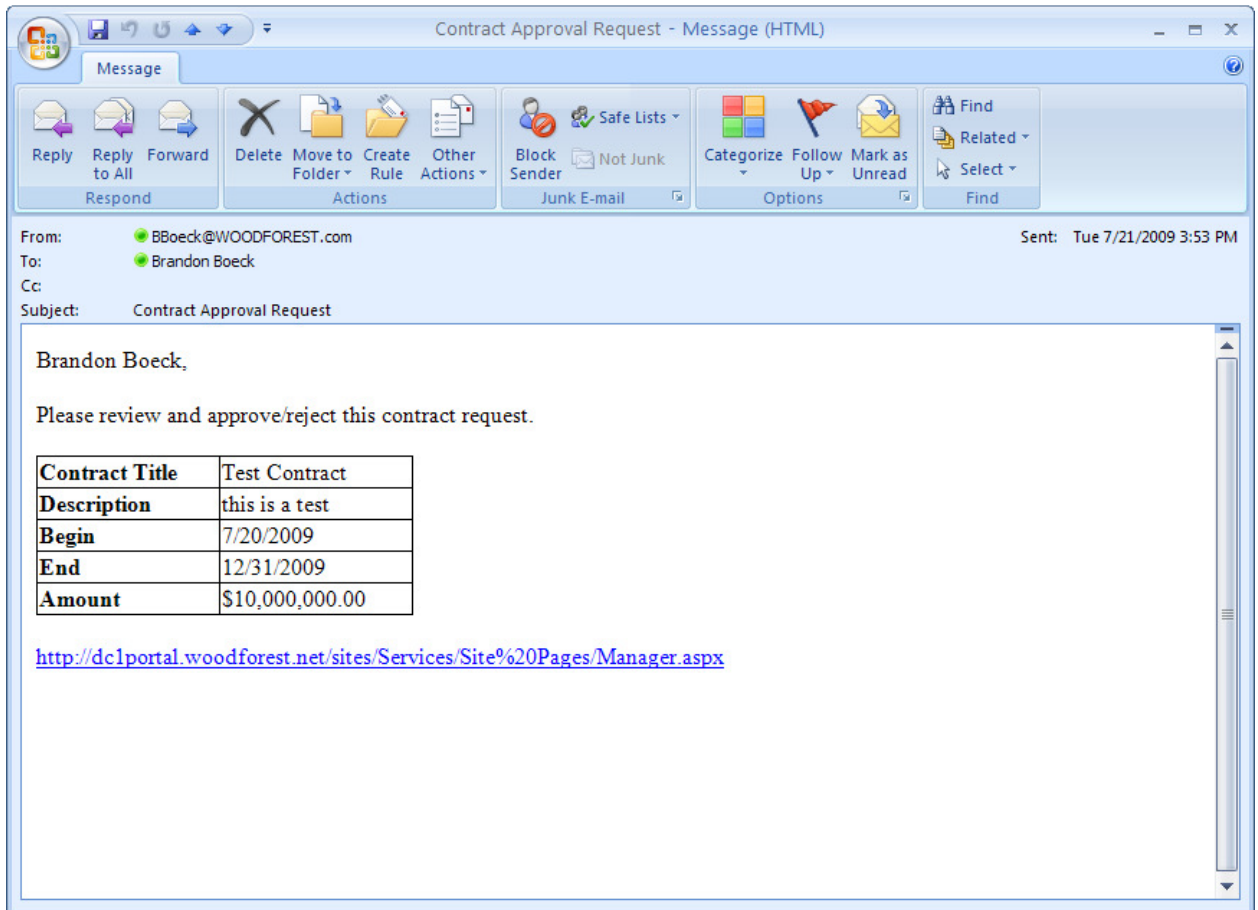 Contract Approval Request - Message (HTML)
Message
Reply
Reply to All
Forward
Respond
Delete
Move to Folder
Create Rule
Other Actions
Actions
Block Sender
Safe Lists
Not Junk
Junk E-mail
Categorize
Follow Up
Mark as Unread
Options
Find
Related
Select
Find
From: BBoeck@WOODFOREST.com Sent: Tue 7/21/2009 3:53 PM
To: Brandon Boeck
Cc:
Subject: Contract Approval Request
Brandon Boeck,
Please review and approve/reject this contract request.
Contract Title Test Contract
Description this is a test
Begin 7/20/2009
End 12/31/2009
Amount $10,000,000.00
http://dc1portal.woodforest.net/sites/Services/Site%20Pages/Manager.aspx